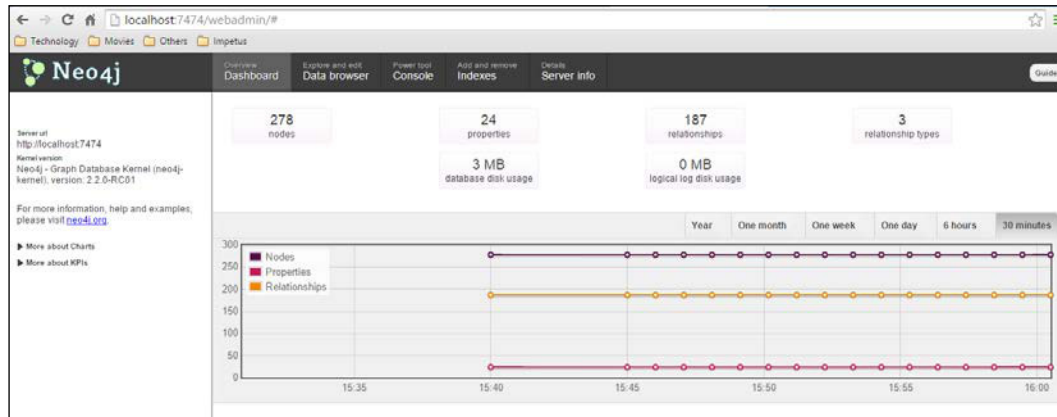 localhost:7474/webadmin/#
Technology Movies Others Impetus
Neo4j
Overview Explore and edit Power tool Add and remove Details
Dashboard Data browser Console Indexes Server info
Guide
Server url
http://localhost:7474
Kernel version
Neo4j - Graph Database Kernel (neo4j-
kernel), version: 2.2.0-RC01
For more information, help and examples,
please visit neo4j.org.
More about Charts
More about KPIs
278 24 187 3
nodes properties relationships relationship types
3 MB 0 MB
database disk usage logical log disk usage
Year One month One week One day 6 hours 30 minutes
Nodes
Properties
Relationships
300
250
200
150
100
50
0
15:35 15:40 15:45 15:50 15:55 16:00